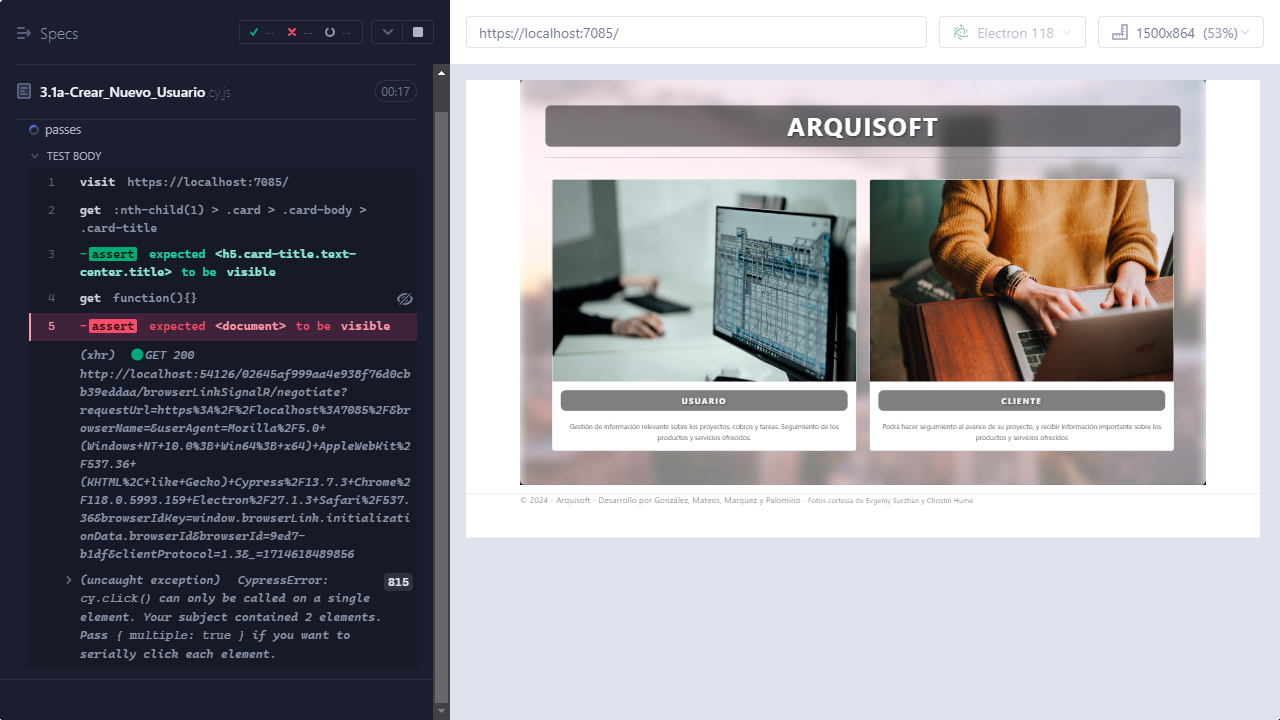 Specs
--
--
--
https://localhost:7085/
Electron 118
1500x864 (53%)
3.1a-Crear_Nuevo_Usuario.cy.js
00:17
passes
TEST BODY
1 visit https://localhost:7085/
2 get :nth-child(1) > .card > .card-body >
.card-title
3 -assert expected <h5.card-title.text-
center.title> to be visible
4 get function(){}
5 -assert expected <document> to be visible
(xhr) GET 200
http://localhost:54126/02645af999aa4e938f76d0cb
b39eddaa/browserLinkSignalR/negotiate?
requestUrl=https%3A%2F%2Flocalhost%3A7085%2F&br
owserName=&userAgent=Mozilla%2F5.0+
(Windows+NT+10.0%3B+Win64%3B+x64)+AppleWebKit%2
F537.36+
(KHTML%2C+like+Gecko)+Cypress%2F13.7.3+Chrome%2
F118.0.5993.159+Electron%2F27.1.3+Safari%2F537.
36&browserIdKey=window.browserLink.initializati
onData.browserId&browserId=9ed7-
b1df&clientProtocol=1.3&_=1714618489856
(uncaught exception) CypressError: 815
cy.click() can only be called on a single
element. Your subject contained 2 elements.
Pass { multiple: true } if you want to
serially click each element.
ARQUISOFT
USUARIO
Gestión de información relevante sobre los proyectos, cobros y tareas. Seguimiento de los
productos y servicios ofrecidos.
CLIENTE
Podrá hacer seguimiento al avance de su proyecto, y recibir información importante sobre los
productos y servicios ofrecidos
© 2024 - Arquisoft - Desarrollo por González, Mateos, Marquez y Palomino - Fotos cortesía de Evgeniy Surzhan y Christin Hume